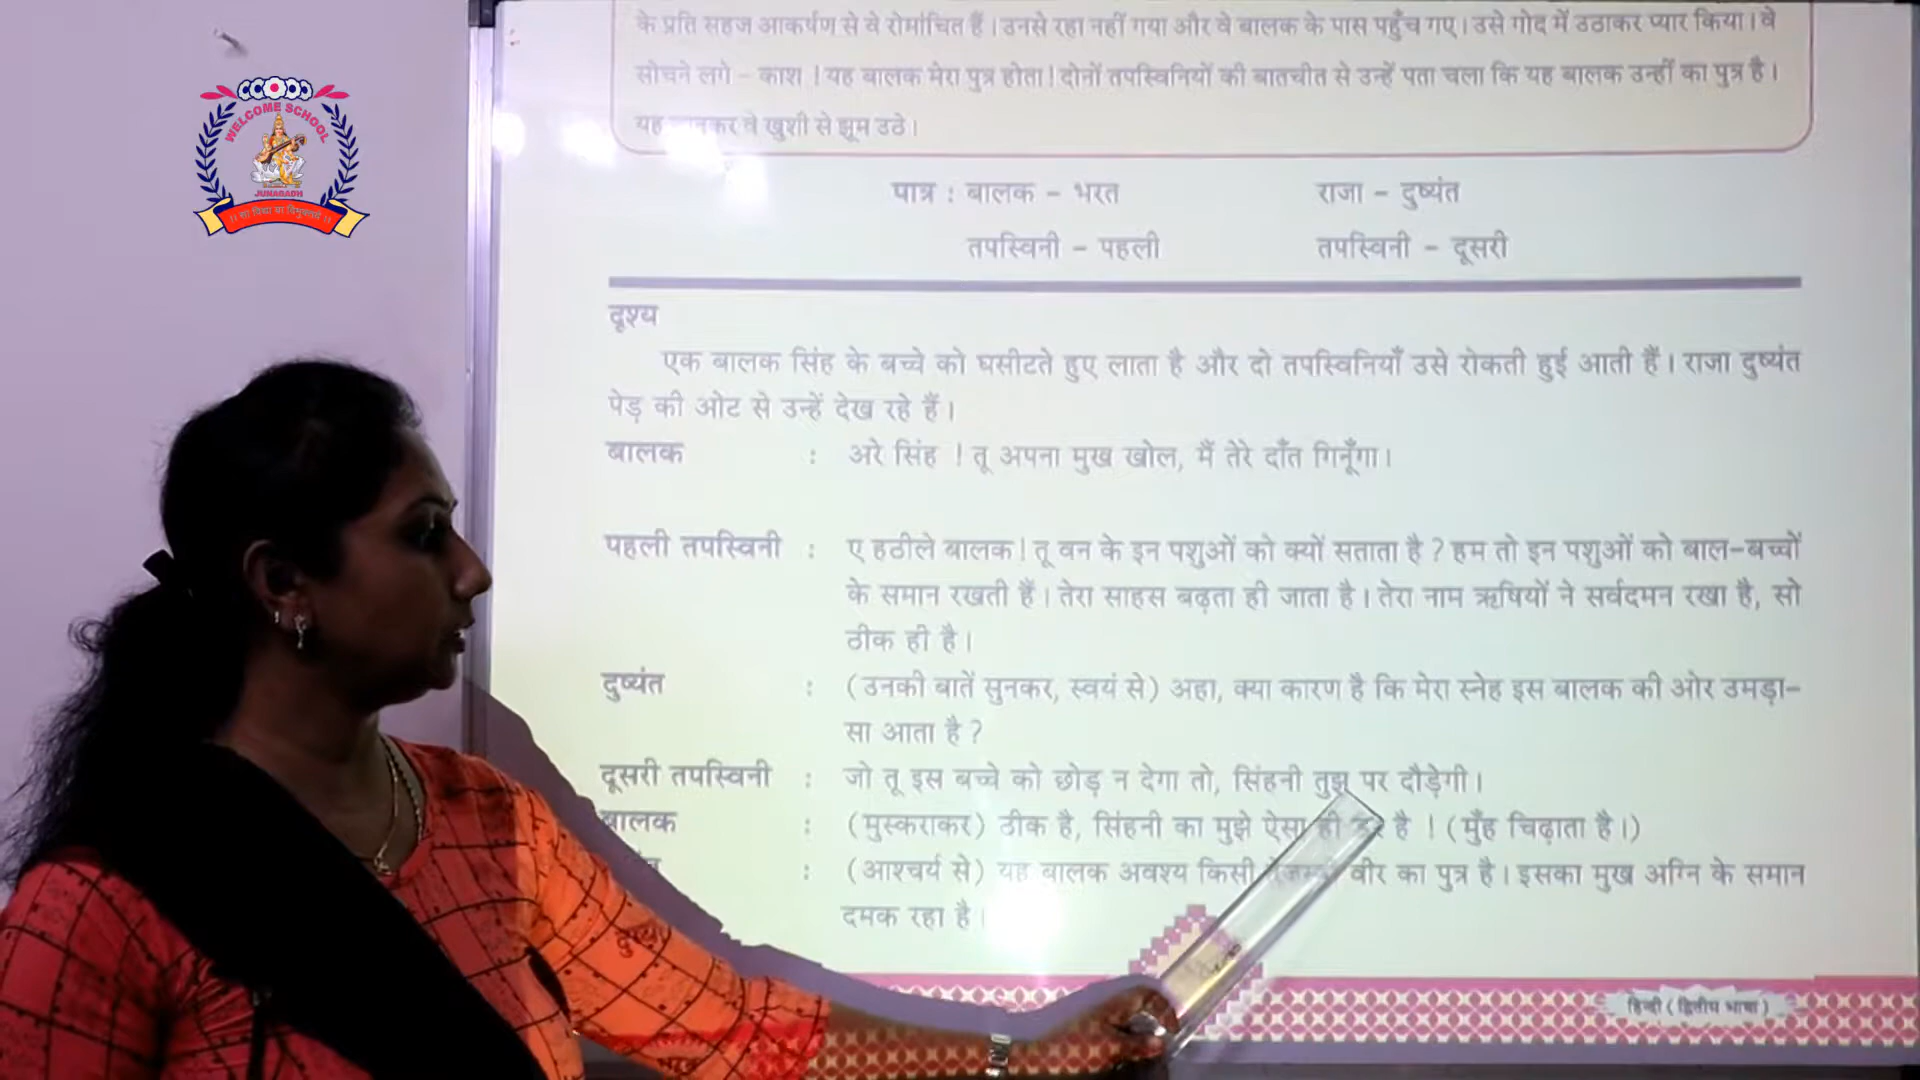 WELCOME SCHOOL
JUNAGADH
।। सा विद्या या विमुक्तये ।।
के प्रति सहज आकर्षण से वे रोमांचित हैं । उनसे रहा नहीं गया और वे बालक के पास पहुँच गए । उसे गोद में उठाकर प्यार किया । वे
सोचने लगे – काश ! यह बालक मेरा पुत्र होता ! दोनों तपस्विनियों की बातचीत से उन्हें पता चला कि यह बालक उन्हीं का पुत्र है ।
यह वे खुशी से झूम उठे ।
पात्र : बालक – भरत राजा – दुष्यंत
तपस्विनी – पहली तपस्विनी – दूसरी
दृश्य
एक बालक सिंह के बच्चे को घसीटते हुए लाता है और दो तपस्विनियाँ उसे रोकती हुई आती हैं । राजा दुष्यंत
पेड़ की ओट से उन्हें देख रहे हैं ।
बालक : अरे सिंह ! तू अपना मुख खोल, मैं तेरे दाँत गिनूँगा ।
पहली तपस्विनी : ए हठीले बालक ! तू वन के इन पशुओं को क्यों सताता है ? हम तो इन पशुओं को बाल-बच्चों
के समान रखती हैं । तेरा साहस बढ़ता ही जाता है । तेरा नाम ऋषियों ने सर्वदमन रखा है, सो
ठीक ही है ।
दुष्यंत : (उनकी बातें सुनकर, स्वयं से) अहा, क्या कारण है कि मेरा स्नेह इस बालक की ओर उमड़ा-
सा आता है ?
दूसरी तपस्विनी : जो तू इस बच्चे को छोड़ न देगा तो, सिंहनी तुझ पर दौड़ेगी ।
बालक : (मुस्कराकर) ठीक है, सिंहनी का मुझे ऐसा ही डर है ! (मुँह चिढ़ाता है ।)
: (आश्चर्य से) यह बालक अवश्य किसी वीर का पुत्र है । इसका मुख अग्नि के समान
दमक रहा है ।
हिन्दी (द्वितीय भाषा)